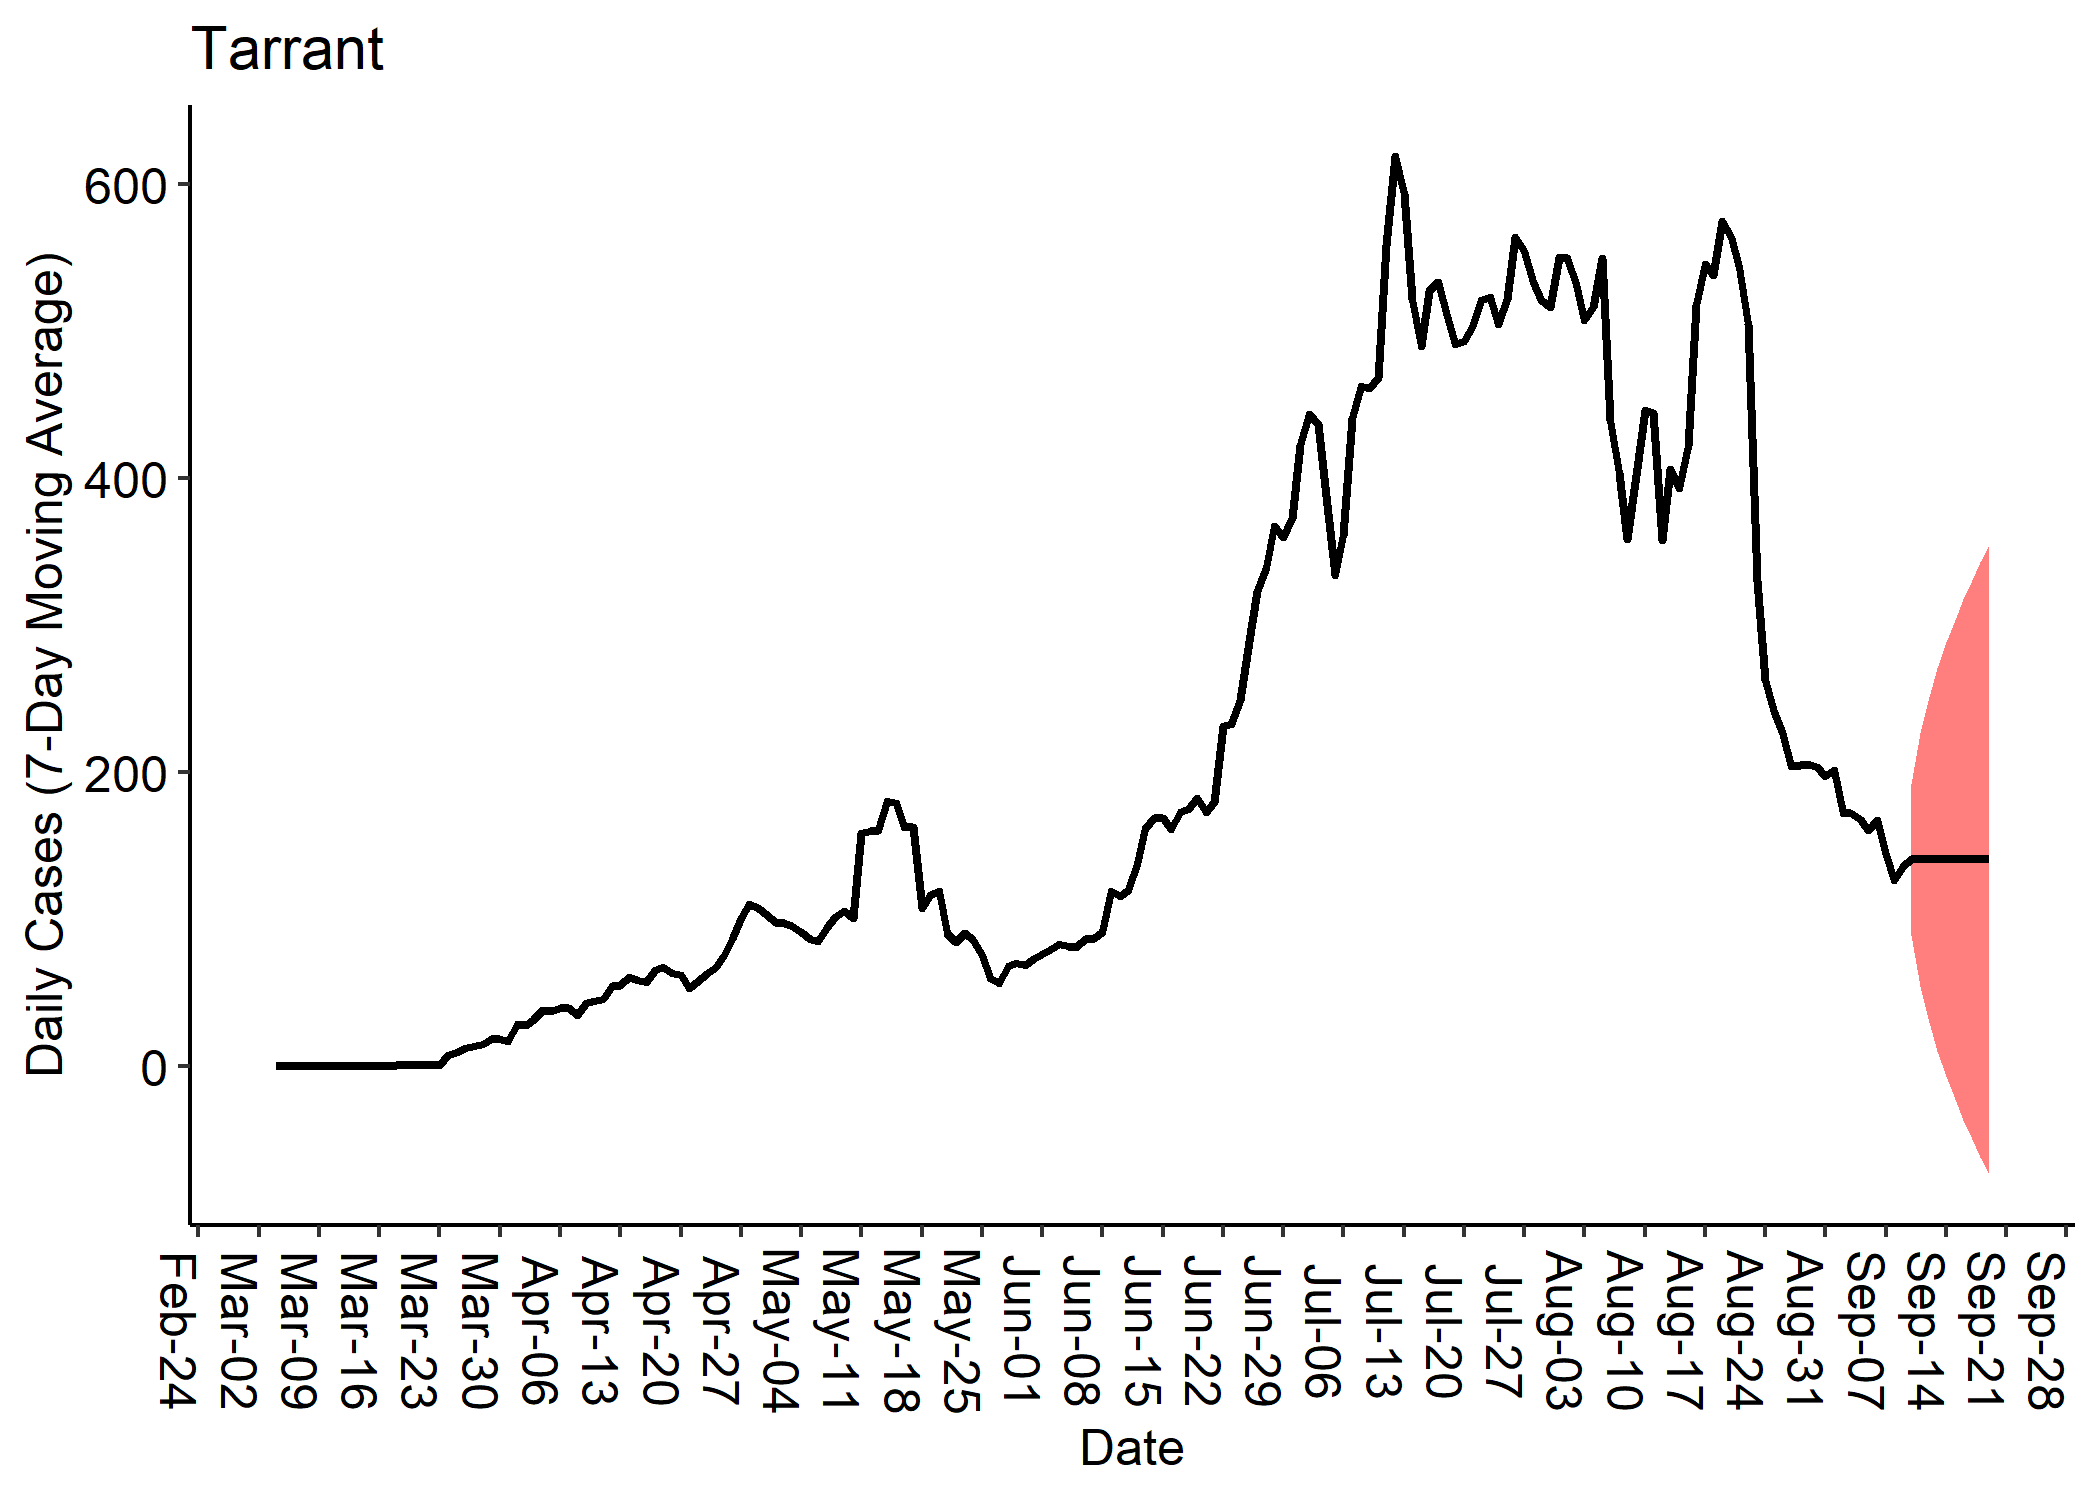 Tarrant
Daily Cases (7-Day Moving Average)
600
400
200
0
Feb-24
Mar-02
Mar-09
Mar-16
Mar-23
Mar-30
Apr-06
Apr-13
Apr-20
Apr-27
May-04
May-11
May-18
May-25
Jun-01
Jun-08
Jun-15
Jun-22
Jun-29
Jul-06
Jul-13
Jul-20
Jul-27
Aug-03
Aug-10
Aug-17
Aug-24
Aug-31
Sep-07
Sep-14
Sep-21
Sep-28
Date